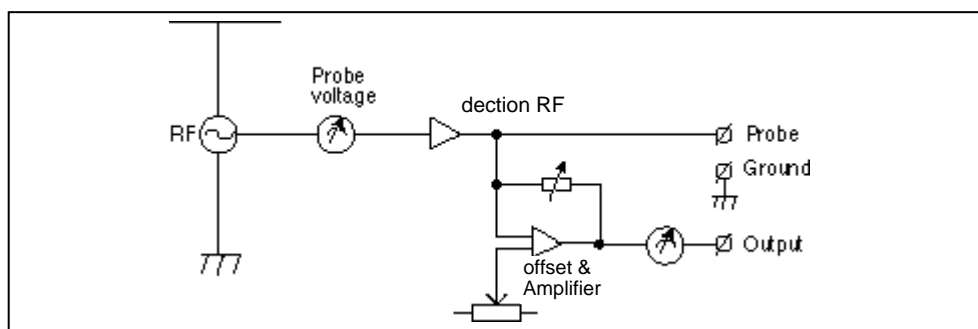 Probe
voltage
dection RF
RF
Probe
Ground
Output
offset &
Amplifier